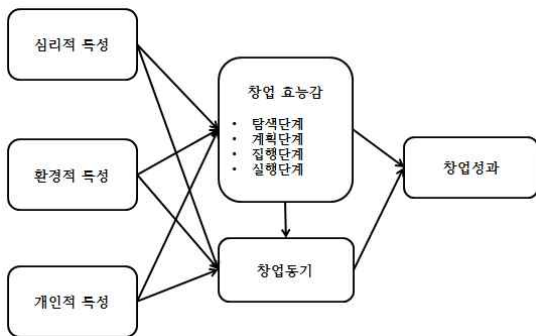 심리적 특성
환경적 특성
개인적 특성
창업 효능감
• 탐색단계
• 계획단계
• 집행단계
• 실행단계
창업동기
창업성과